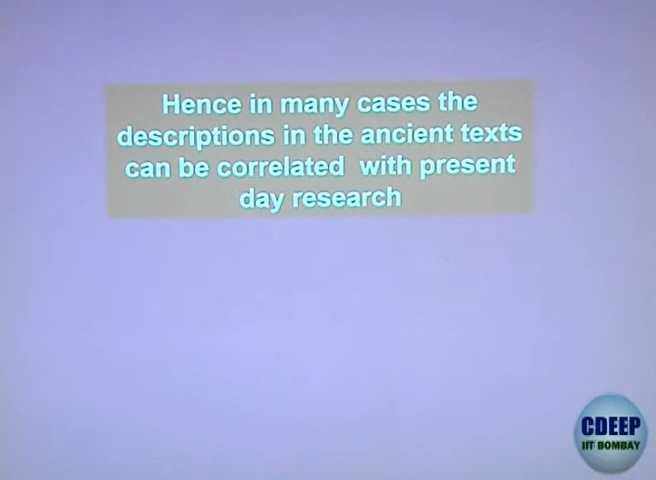 Hence in many cases the
descriptions in the ancient texts
can be correlated with present
day research
CDEEP
IIT BOMBAY